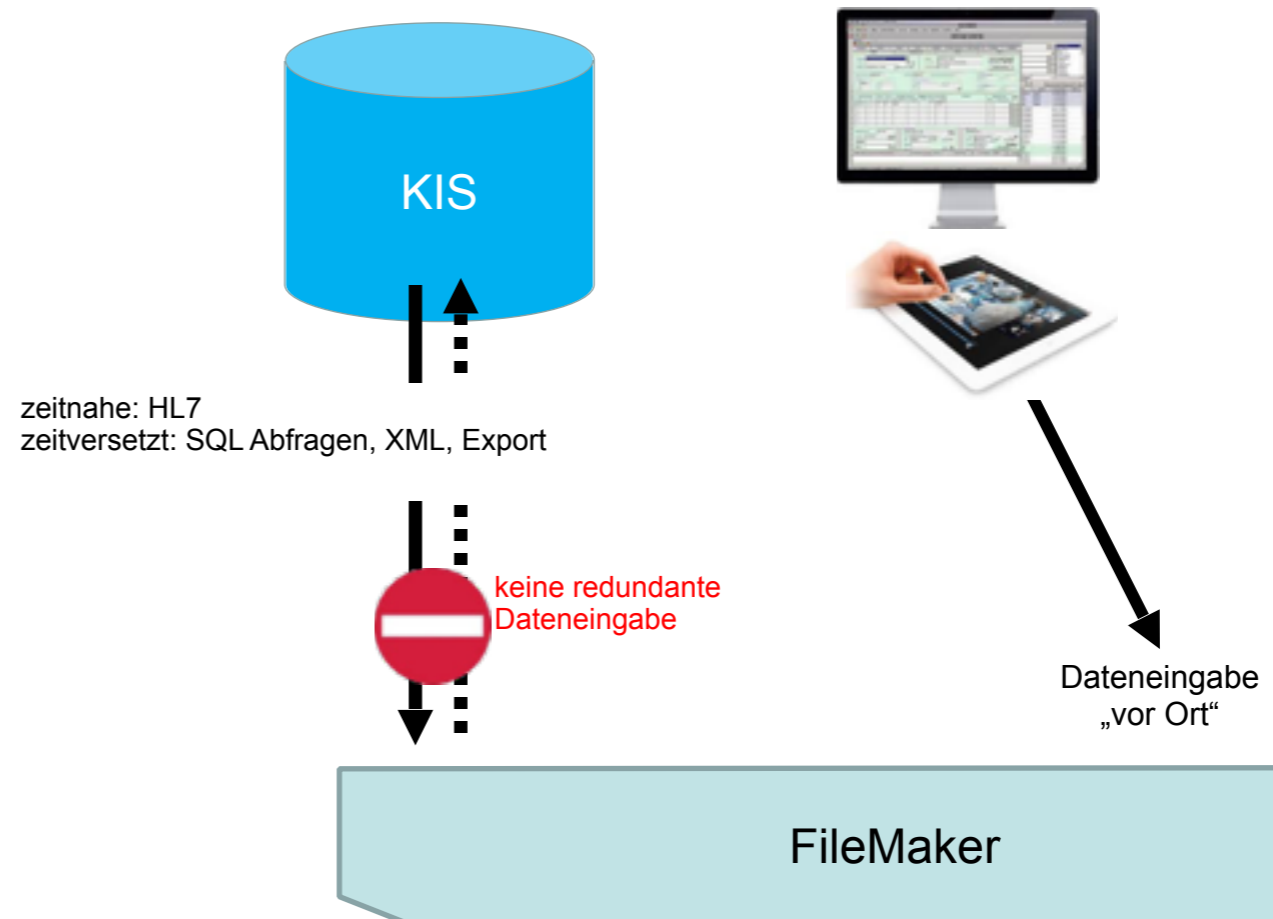 KIS
zeitnahe: HL7
zeitversetzt: SQL Abfragen, XML, Export
keine redundante
Dateneingabe
Dateneingabe
„vor Ort“
FileMaker